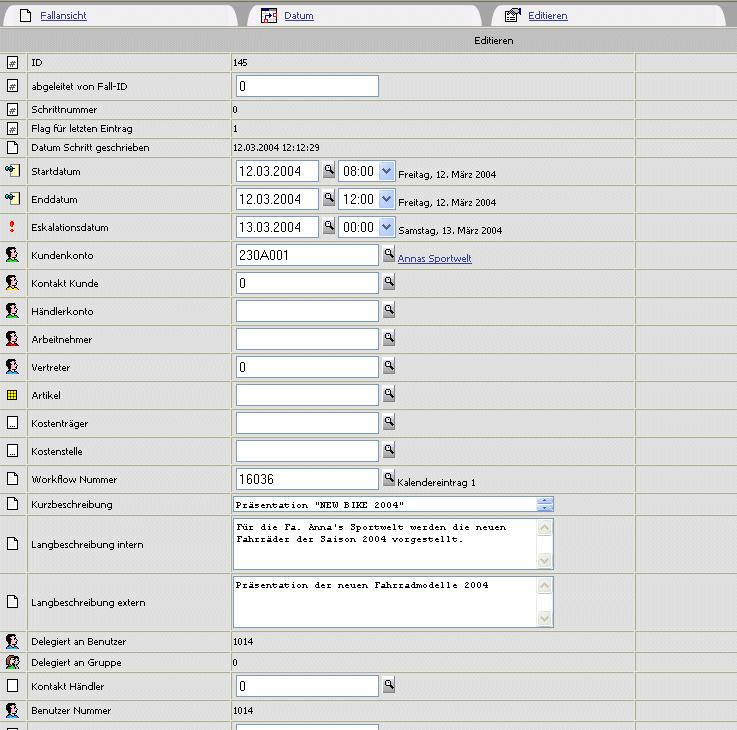 Fallansicht Datum Editieren
Editieren
ID 145
abgeleitet von Fall-ID 0
Schrittnummer 0
Flag für letzten Eintrag 1
Datum Schritt geschrieben 12.03.2004 12:12:29
Startdatum 12.03.2004 08:00 Freitag, 12. März 2004
Enddatum 12.03.2004 12:00 Freitag, 12. März 2004
Eskalationsdatum 13.03.2004 00:00 Samstag, 13. März 2004
Kundenkonto 230A001 Annas Sportwelt
Kontakt Kunde 0
Händlerkonto
Arbeitnehmer
Vertreter 0
Artikel
Kostenträger
Kostenstelle
Workflow Nummer 16036 Kalendereintrag 1
Kurzbeschreibung Präsentation "NEW BIKE 2004"
Langbeschreibung intern Für die Fa. Anna's Sportwelt werden die neuen
Fahrräder der Saison 2004 vorgestellt.
Langbeschreibung extern Präsentation der neuen Fahrradmodelle 2004
Delegiert an Benutzer 1014
Delegiert an Gruppe 0
Kontakt Händler 0
Benutzer Nummer 1014